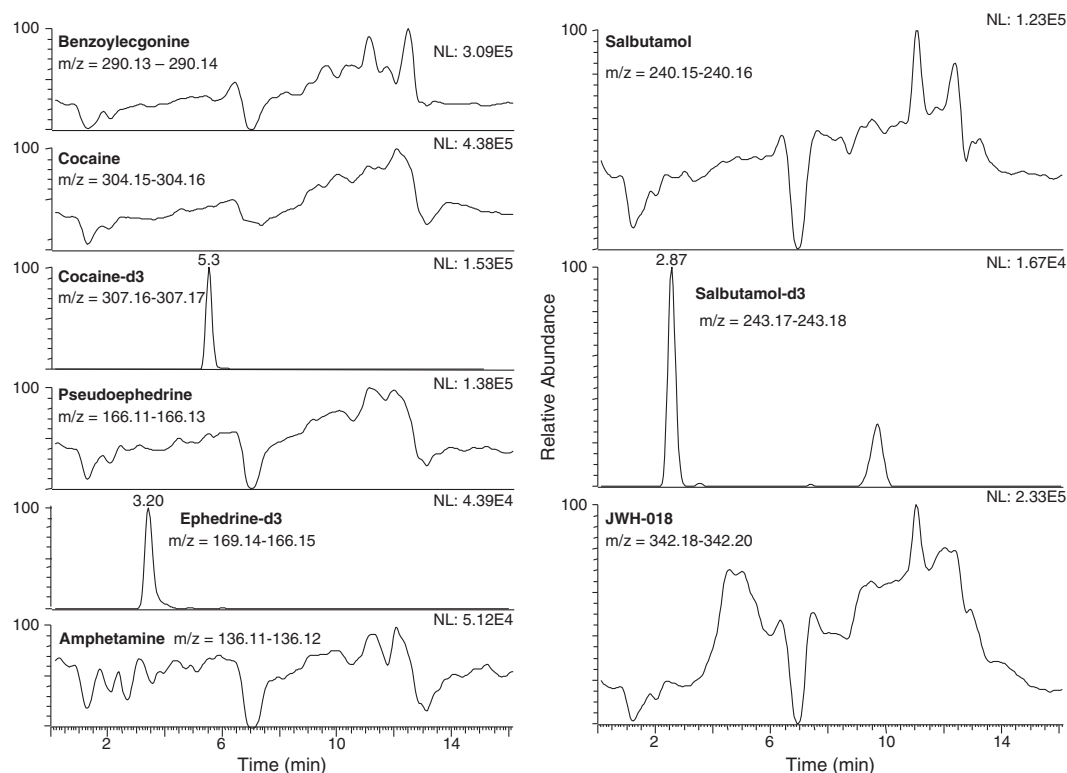 100
Benzoylecgonine
m/z = 290.13 – 290.14
NL: 3.09E5
100
Cocaine
m/z = 304.15-304.16
NL: 4.38E5
5.3
100
Cocaine-d3
m/z = 307.16-307.17
NL: 1.53E5
100
Pseudoephedrine
m/z = 166.11-166.13
NL: 1.38E5
3.20
100
Ephedrine-d3
m/z = 169.14-166.15
NL: 4.39E4
100
Amphetamine m/z = 136.11-136.12
NL: 5.12E4
2 6 10 14
Time (min)
NL: 1.23E5
100
Salbutamol
m/z = 240.15-240.16
2.87
100
NL: 1.67E4
Salbutamol-d3
m/z = 243.17-243.18
Relative Abundance
NL: 2.33E5
100
JWH-018
m/z = 342.18-342.20
2 6 10 14
Time (min)